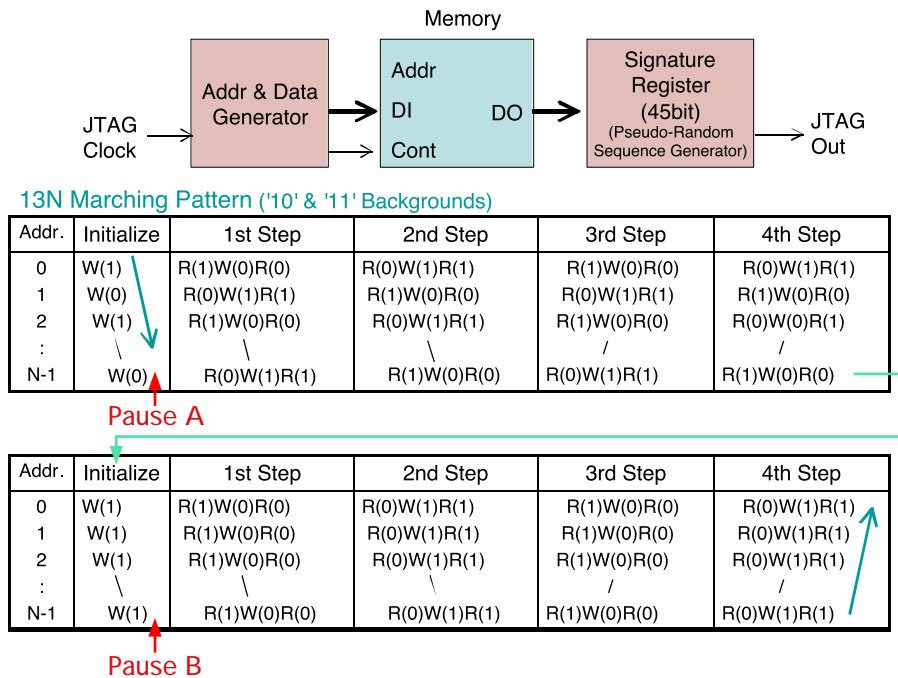 Memory
Addr & Data
Generator
JTAG
Clock
Addr
DI
DO
Cont
Signature
Register
(45bit)
(Pseudo-Random
Sequence Generator)
JTAG
Out
13N Marching Pattern ('10' & '11' Backgrounds)
Addr. Initialize 1st Step 2nd Step 3rd Step 4th Step
0 W(1) R(1)W(0)R(0) R(0)W(1)R(1) R(1)W(0)R(0) R(0)W(1)R(1)
1 W(0) R(0)W(1)R(1) R(1)W(0)R(0) R(0)W(1)R(1) R(1)W(0)R(0)
2 W(1) R(1)W(0)R(0) R(0)W(1)R(1) R(1)W(0)R(0) R(0)W(0)R(1)
:
N-1 W(0) R(0)W(1)R(1) R(1)W(0)R(0) R(0)W(1)R(1) R(1)W(0)R(0)
Pause A
Addr. Initialize 1st Step 2nd Step 3rd Step 4th Step
0 W(1) R(1)W(0)R(0) R(0)W(1)R(1) R(1)W(0)R(0) R(0)W(1)R(1)
1 W(1) R(1)W(0)R(0) R(0)W(1)R(1) R(1)W(0)R(0) R(0)W(1)R(1)
2 W(1) R(1)W(0)R(0) R(0)W(1)R(1) R(1)W(0)R(0) R(0)W(1)R(1)
:
N-1 W(1) R(1)W(0)R(0) R(0)W(1)R(1) R(1)W(0)R(0) R(0)W(1)R(1)
Pause B